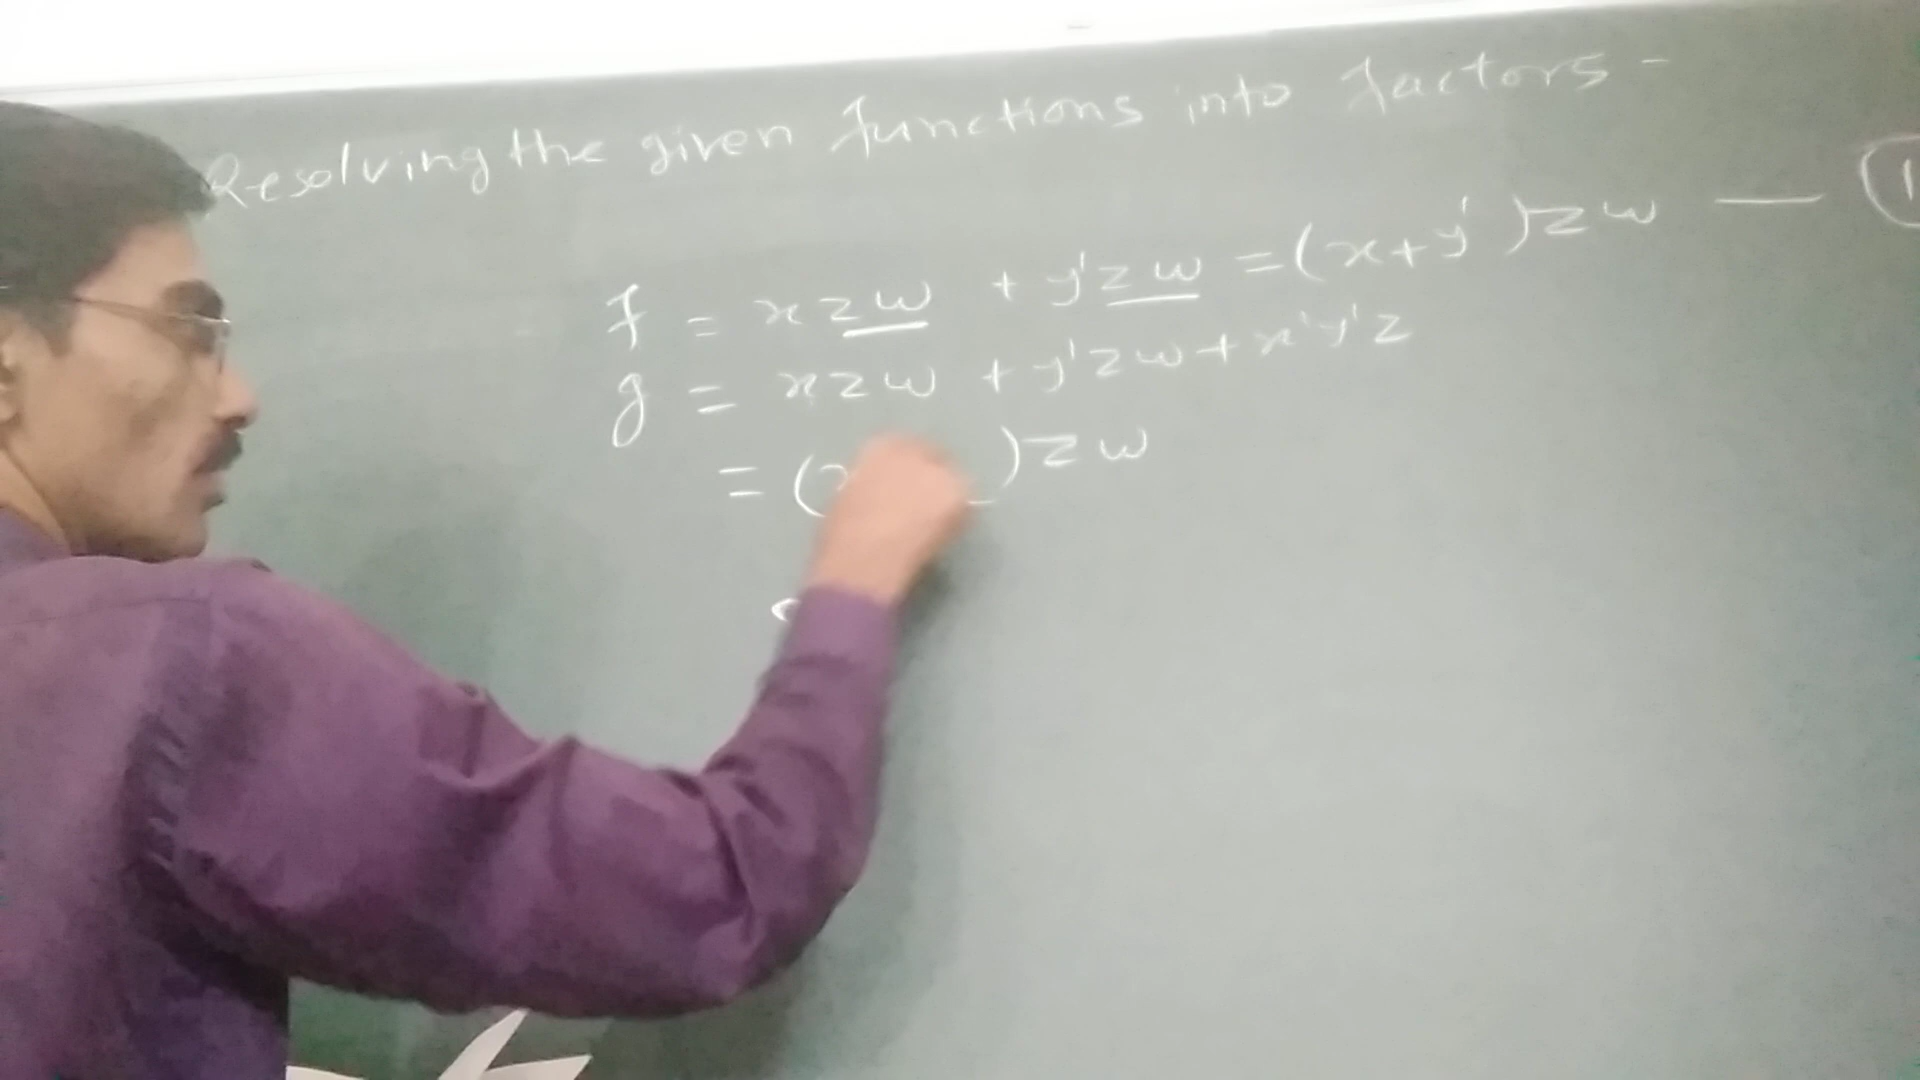 Resolving the given functions into factors -
f = xzw + y'zw = (x+y')zw — 1
g = xzw + y'zw + x'y'z
= ( )zw